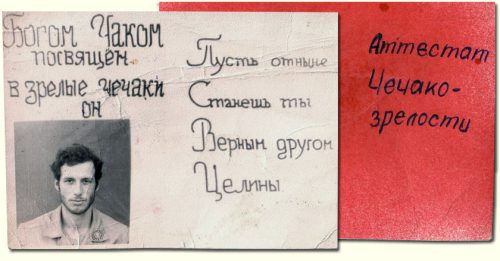 Богом Чаком
посвящён
в зрелые чечаки
он
Пусть отныне
Станешь ты
Верным другом
Целины
Аттестат
Чечако-
зрелости